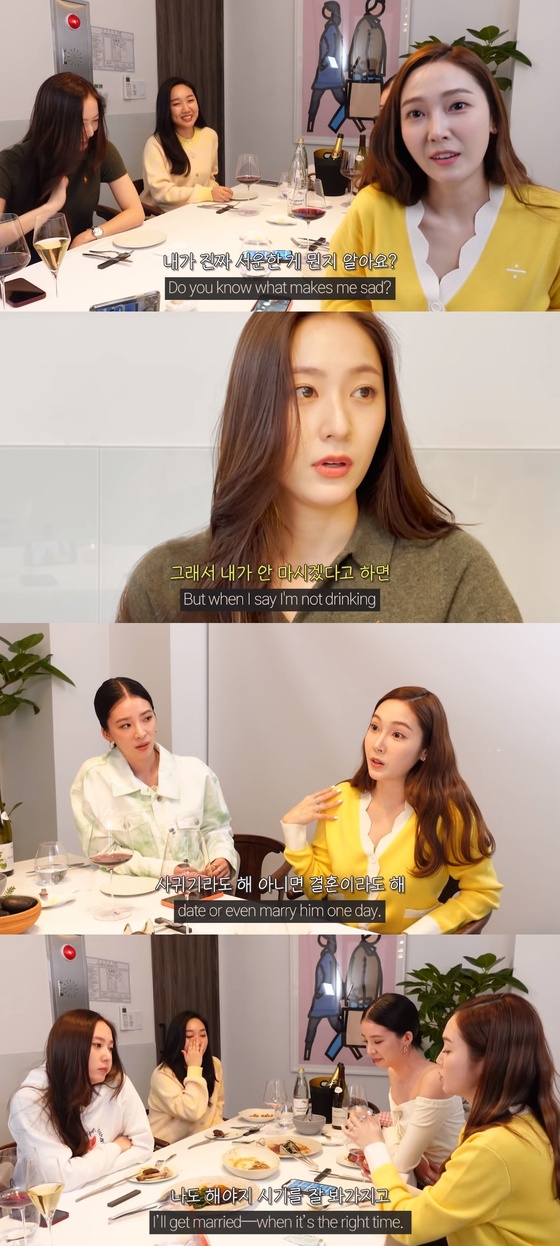 내가 진짜 서운한 게 뭔지 알아요?
Do you know what makes me sad?
그래서 내가 안 마시겠다고 하면
But when I say I'm not drinking
사귀기라도 해 아니면 결혼이라도 해
date or even marry him one day.
나도 해야지 시기를 잘 봐가지고
I'll get married—when it's the right time.